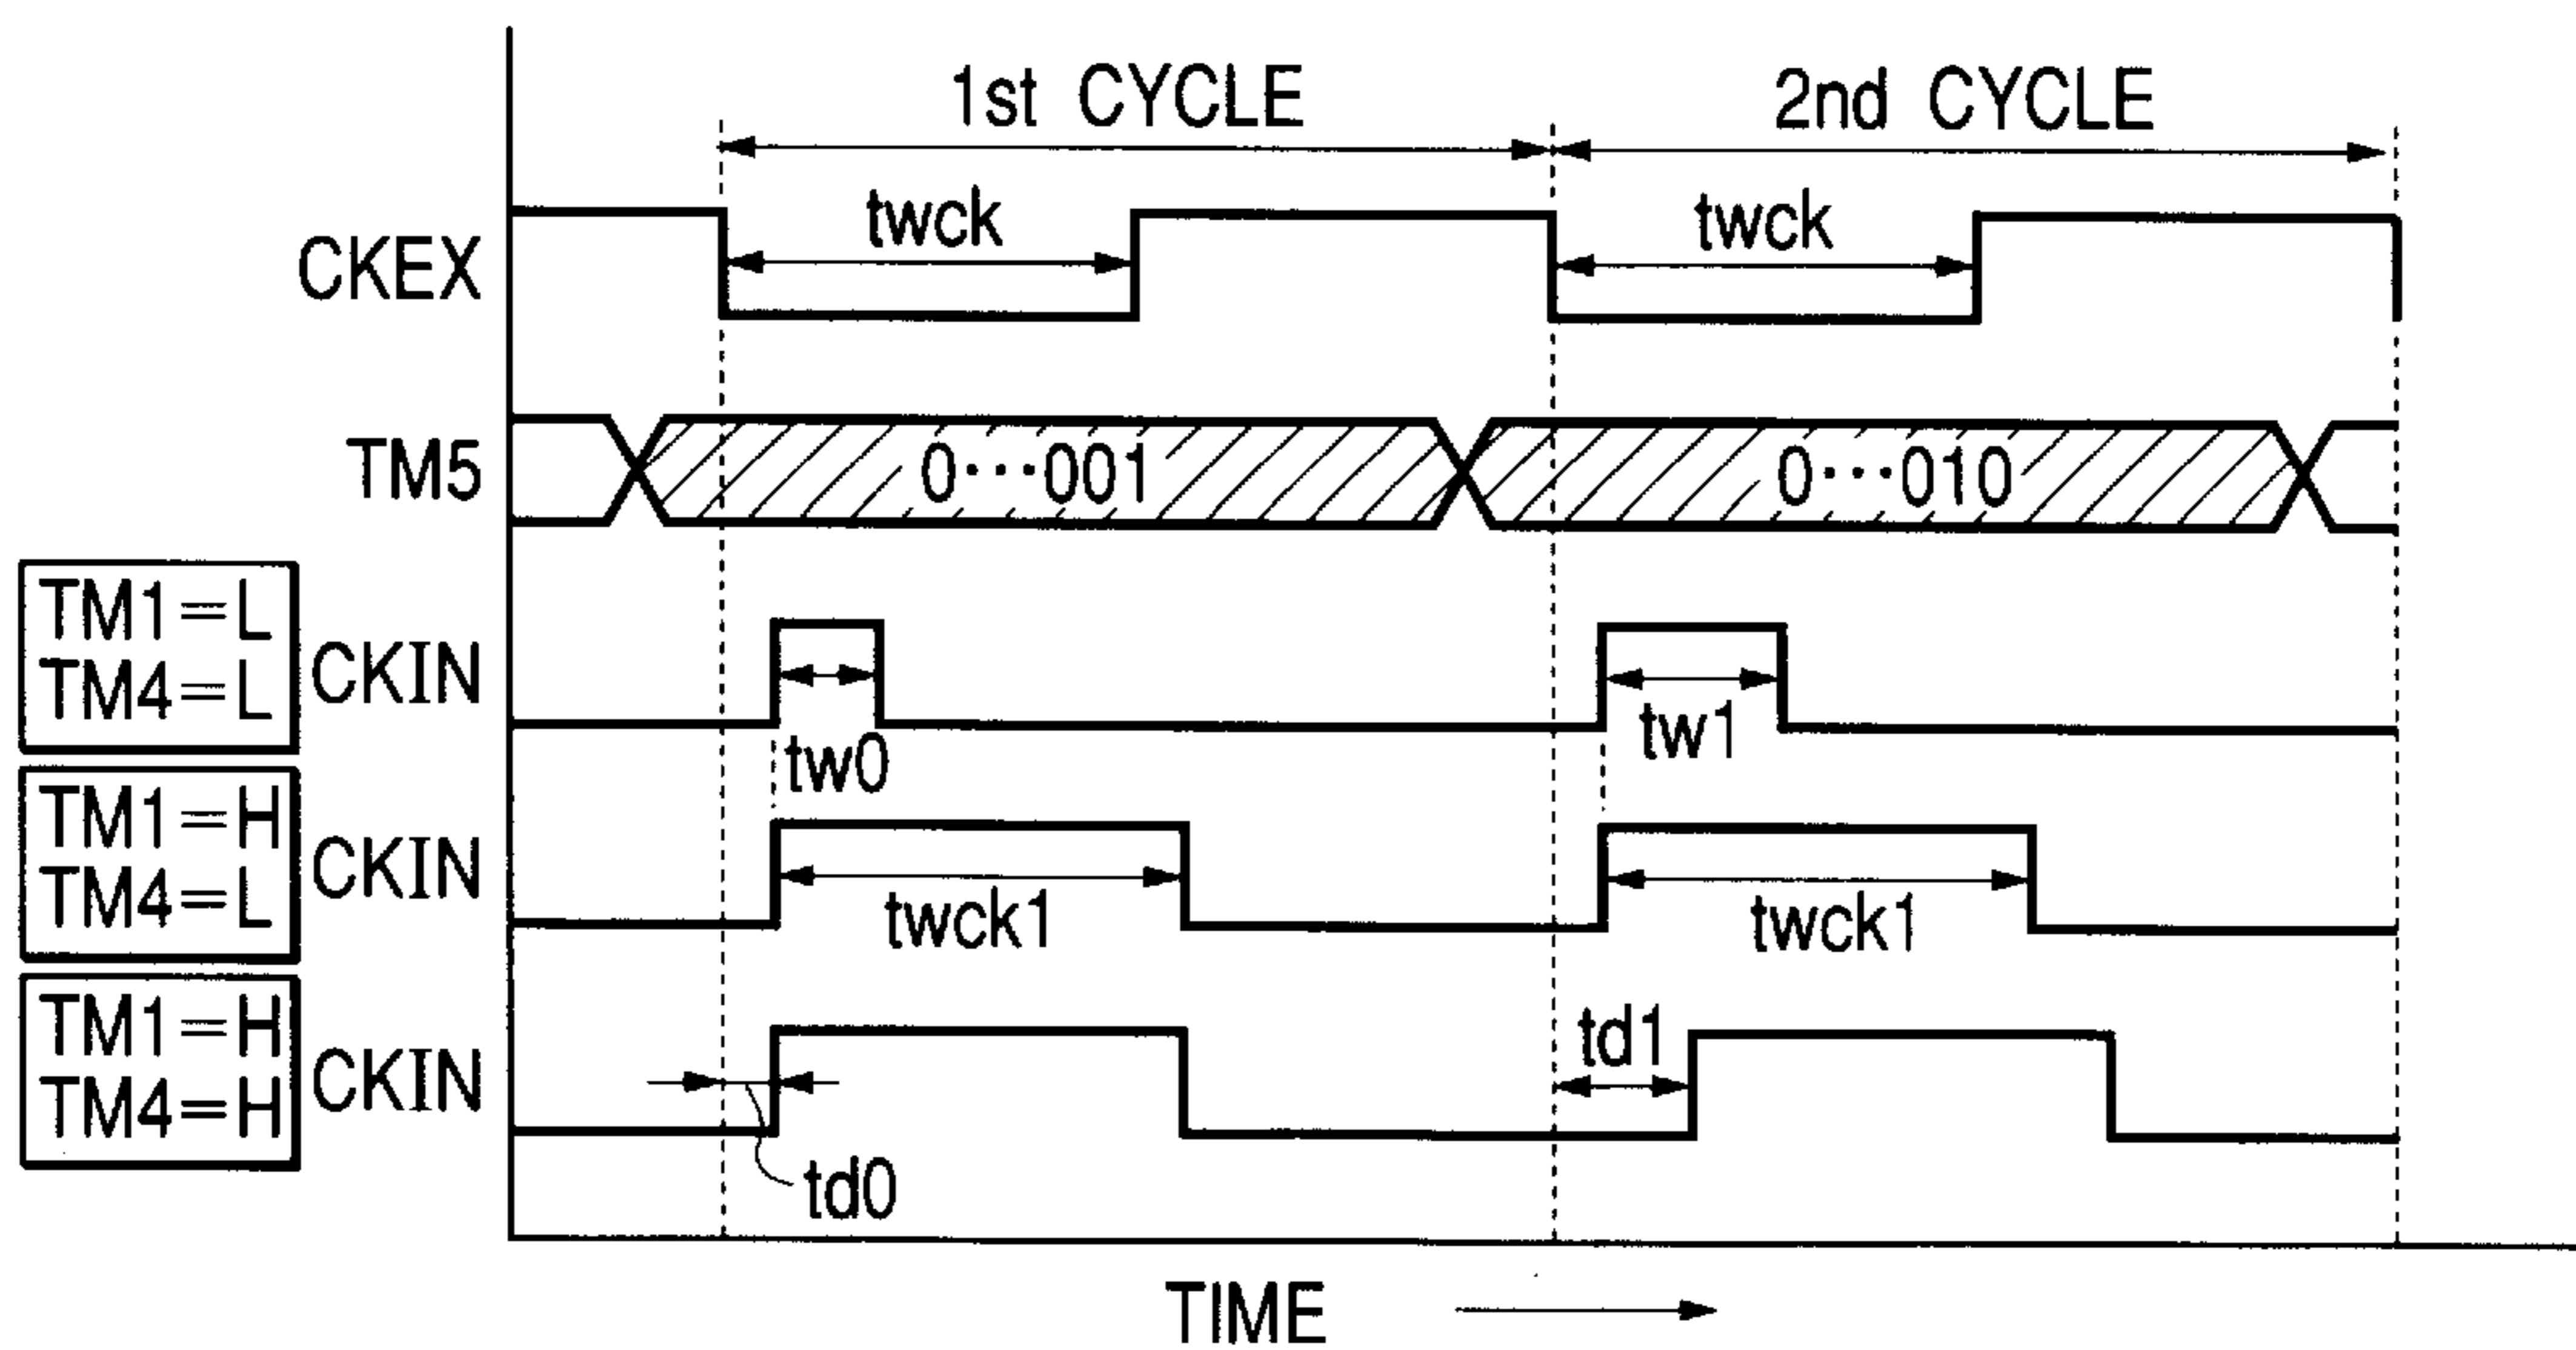 1st CYCLE
2nd CYCLE
CKEX
twck
twck
TM5
0···001
0···010
TM1=L
TM4=L
CKIN
tw0
tw1
TM1=H
TM4=L
CKIN
twck1
twck1
TM1=H
TM4=H
CKIN
td0
td1
TIME